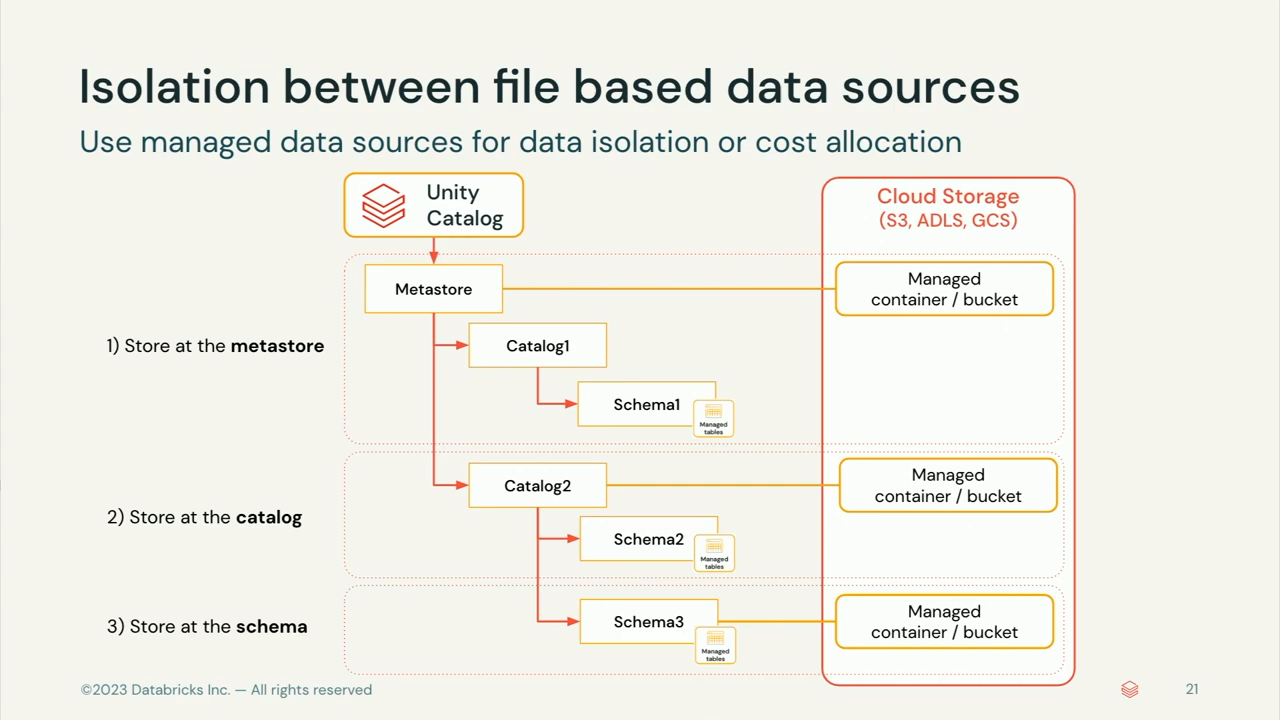 Isolation between file based data sources
Use managed data sources for data isolation or cost allocation
Unity
Catalog
Cloud Storage
(S3, ADLS, GCS)
Metastore
Managed
container / bucket
1) Store at the metastore
Catalog1
Schema1
Managed
tables
Catalog2
Managed
container / bucket
2) Store at the catalog
Schema2
Managed
tables
3) Store at the schema
Schema3
Managed
tables
Managed
container / bucket
©2023 Databricks Inc. — All rights reserved
21